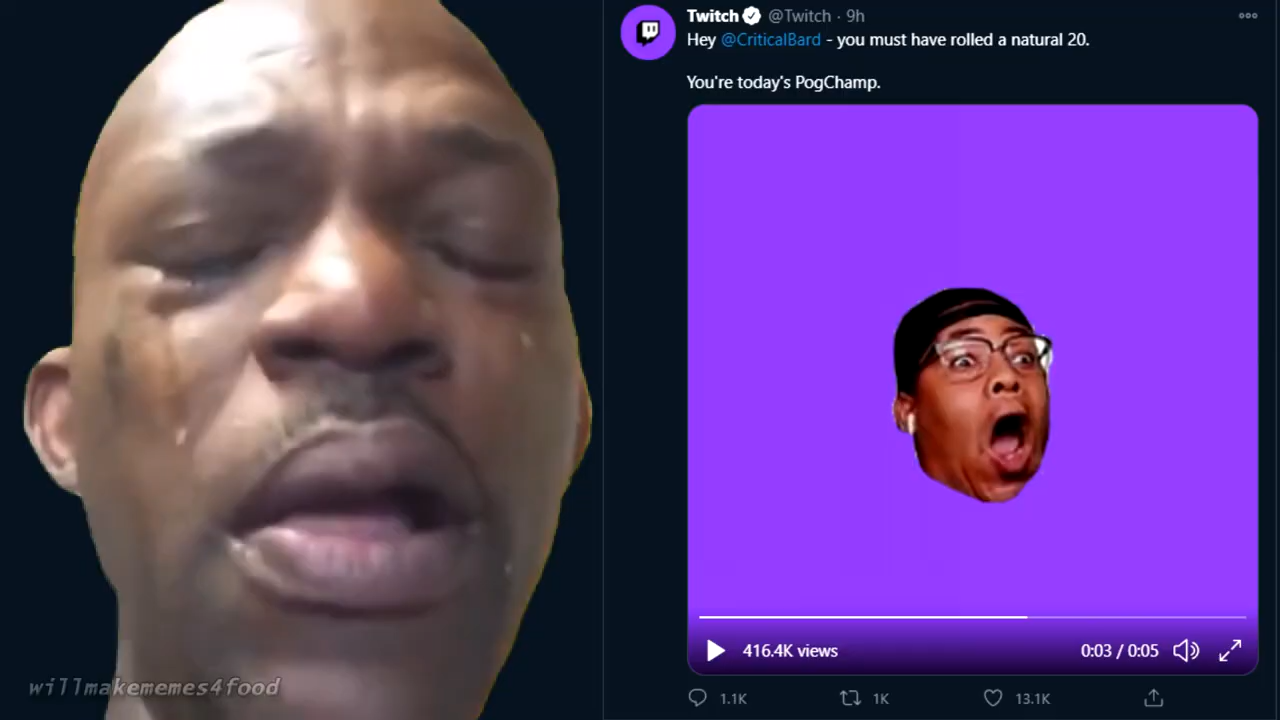 Twitch @Twitch · 9h
Hey @CriticalBard - you must have rolled a natural 20.
You're today's PogChamp.
416.4K views
0:03 / 0:05
1.1K
1K
13.1K
willmakememes4food